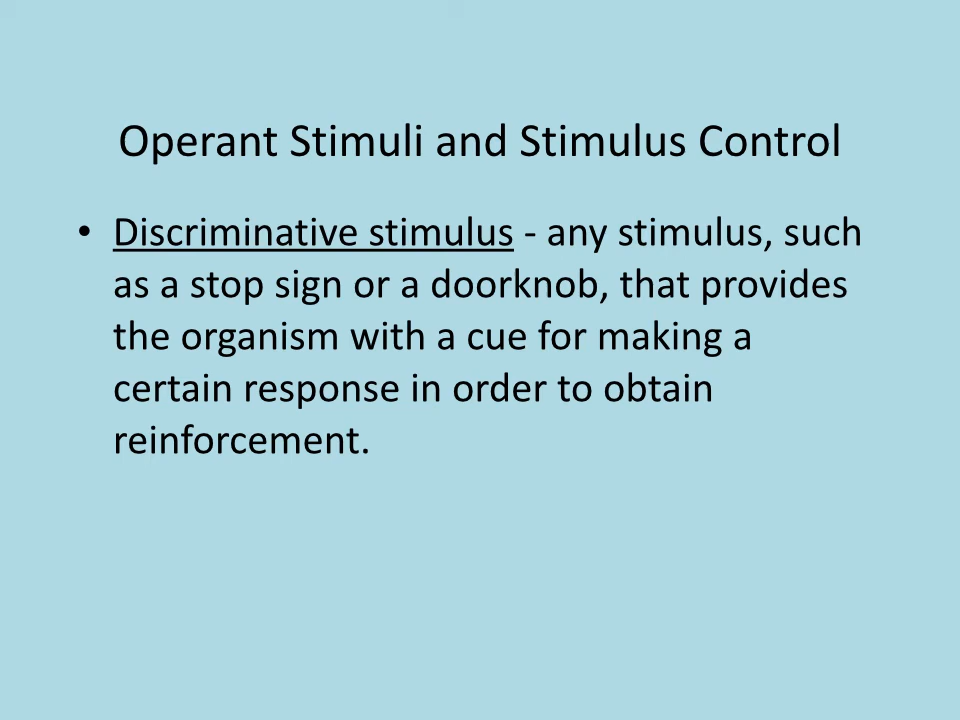 Operant Stimuli and Stimulus Control
• Discriminative stimulus - any stimulus, such
as a stop sign or a doorknob, that provides
the organism with a cue for making a
certain response in order to obtain
reinforcement.